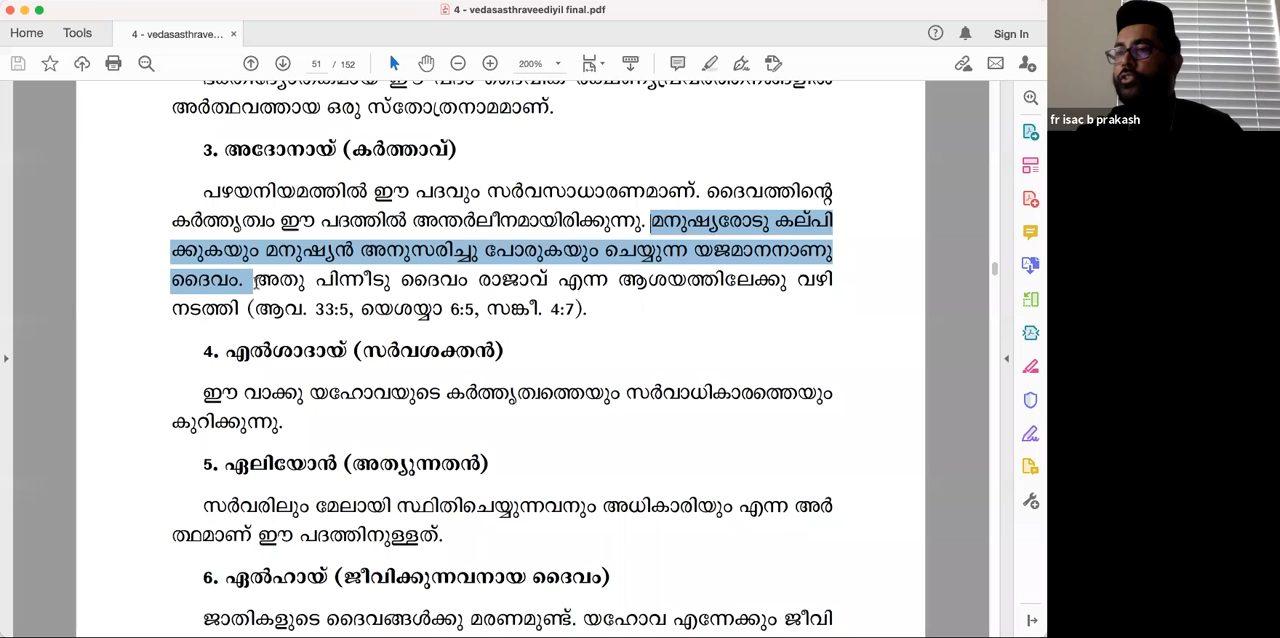 4 - vedasasthraveediyil final.pdf
Home Tools 4 - vedasasthrave... × Sign In
51 / 152 200%
fr isac b prakash
അർത്ഥവത്തായ ഒരു സ്തോത്രനാമമാണ്.
3. അദോനായ് (കർത്താവ്)
പഴയനിയമത്തിൽ ഈ പദവും സർവസാധാരണമാണ്. ദൈവത്തിന്റെ
കർത്തൃത്വം ഈ പദത്തിൽ അന്തർലീനമായിരിക്കുന്നു. മനുഷ്യരോടു കല്പി
ക്കുകയും മനുഷ്യൻ അനുസരിച്ചു പോരുകയും ചെയ്യുന്ന യജമാനനാണു
ദൈവം. അതു പിന്നീടു ദൈവം രാജാവ് എന്ന ആശയത്തിലേക്കു വഴി
നടത്തി (ആവ. 33:5, യെശയ്യാ 6:5, സങ്കീ. 4:7).
4. എൽശാദായ് (സർവശക്തൻ)
ഈ വാക്കു യഹോവയുടെ കർത്തൃത്വത്തെയും സർവാധികാരത്തെയും
കുറിക്കുന്നു.
5. ഏലിയോൻ (അത്യുന്നതൻ)
സർവരിലും മേലായി സ്ഥിതിചെയ്യുന്നവനും അധികാരിയും എന്ന അർ
ത്ഥമാണ് ഈ പദത്തിനുള്ളത്.
6. ഏൽഹായ് (ജീവിക്കുന്നവനായ ദൈവം)
ജാതികളുടെ ദൈവങ്ങൾക്കു മരണമുണ്ട്. യഹോവ എന്നേക്കും ജീവി